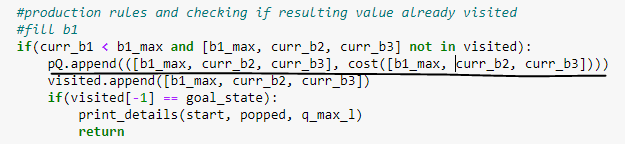 #production rules and checking if resulting value already visited
#fill b1
if(curr_b1 < b1_max and [b1_max, curr_b2, curr_b3] not in visited):
    pQ.append(([b1_max, curr_b2, curr_b3], cost([b1_max, curr_b2, curr_b3])))
    visited.append([b1_max, curr_b2, curr_b3])
    if(visited[-1] == goal_state):
        print_details(start, popped, q_max_l)
        return